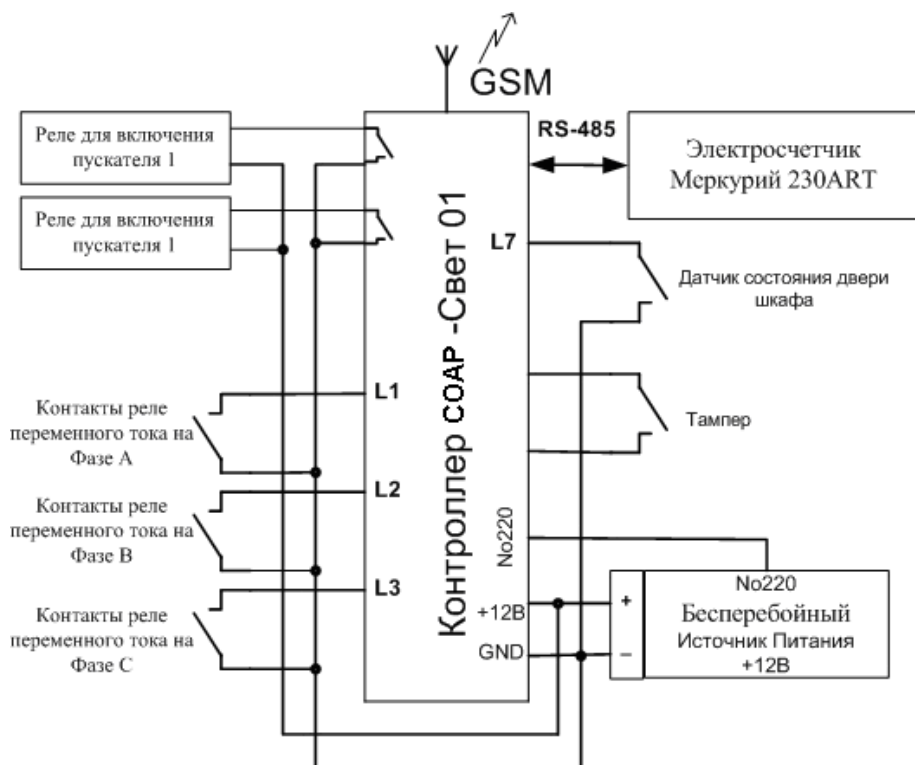 GSM
Реле для включения
пускателя 1
RS-485
Электросчетчик
Меркурий 230ART
Реле для включения
пускателя 1
Контроллер СОАР -Свет 01
L7
Датчик состояния двери
шкафа
L1
Контакты реле
переменного тока на
Фазе А
Тампер
L2
Контакты реле
переменного тока на
Фазе В
No220
L3
Контакты реле
переменного тока на
Фазе С
+12В
GND
+
–
No220
Бесперебойный
Источник Питания
+12В